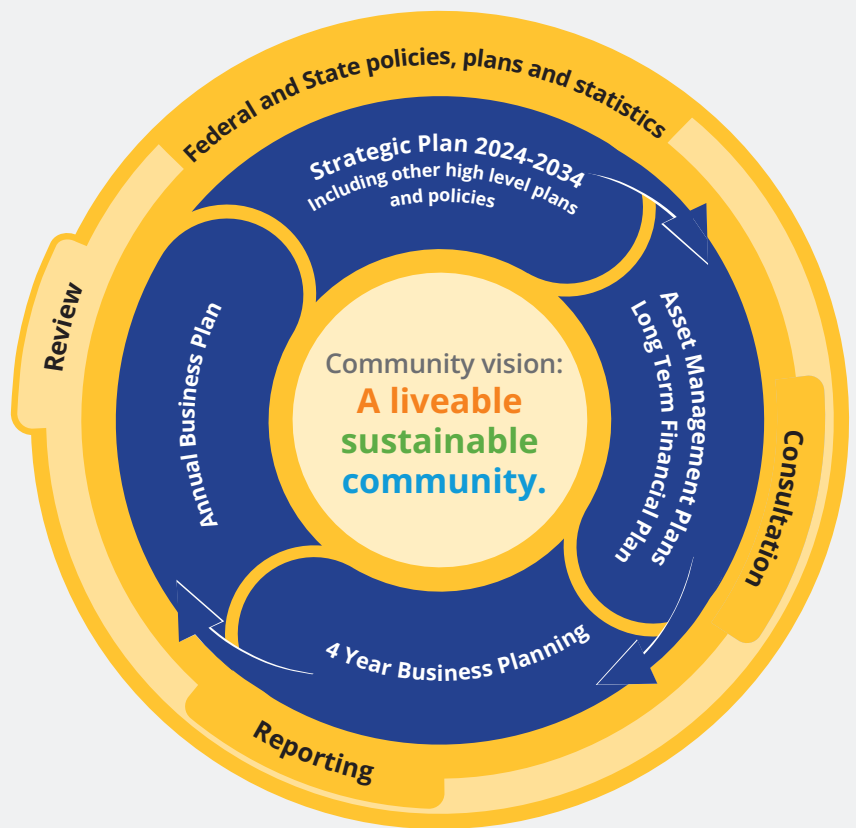 Federal and State policies, plans and statistics
Strategic Plan 2024-2034
Including other high level plans
and policies
Asset Management Plans
Long Term Financial Plan
Consultation
4 Year Business Planning
Reporting
Annual Business Plan
Review
Community vision:
A liveable
sustainable
community.